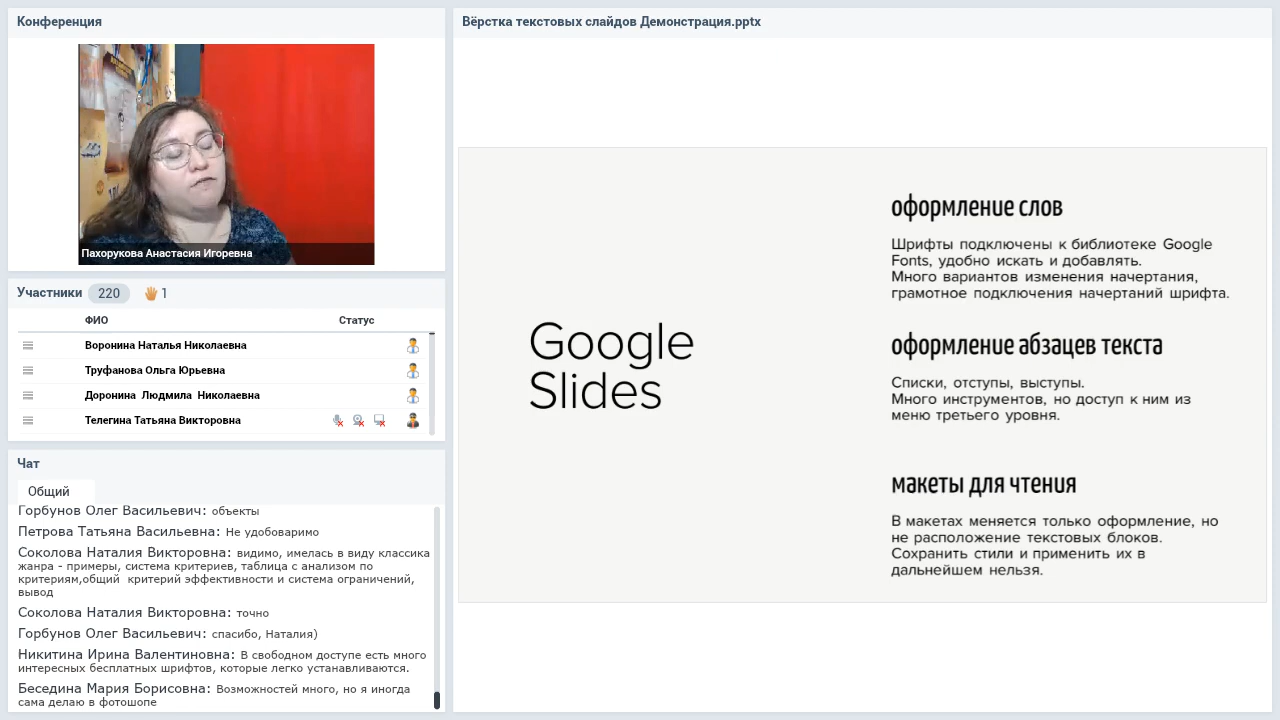 Конференция
Пахорукова Анастасия Игоревна
Участники 220 1
ФИО Статус
Воронина Наталья Николаевна
Труфанова Ольга Юрьевна
Доронина Людмила Николаевна
Телегина Татьяна Викторовна
Чат
Общий
Горбунов Олег Васильевич: объекты
Петрова Татьяна Васильевна: Не удобоваримо
Соколова Наталия Викторовна: видимо, имелась в виду классика
жанра - примеры, система критериев, таблица с анализом по
критериям,общий критерий эффективности и система ограничений,
вывод
Соколова Наталия Викторовна: точно
Горбунов Олег Васильевич: спасибо, Наталия)
Никитина Ирина Валентиновна: В свободном доступе есть много
интересных бесплатных шрифтов, которые легко устанавливаются.
Беседина Мария Борисовна: Возможностей много, но я иногда
сама делаю в фотошопе
Вёрстка текстовых слайдов Демонстрация.pptx
Google
Slides
оформление слов
Шрифты подключены к библиотеке Google
Fonts, удобно искать и добавлять.
Много вариантов изменения начертания,
грамотное подключения начертаний шрифта.
оформление абзацев текста
Списки, отступы, выступы.
Много инструментов, но доступ к ним из
меню третьего уровня.
макеты для чтения
В макетах меняется только оформление, но
не расположение текстовых блоков.
Сохранить стили и применить их в
дальнейшем нельзя.